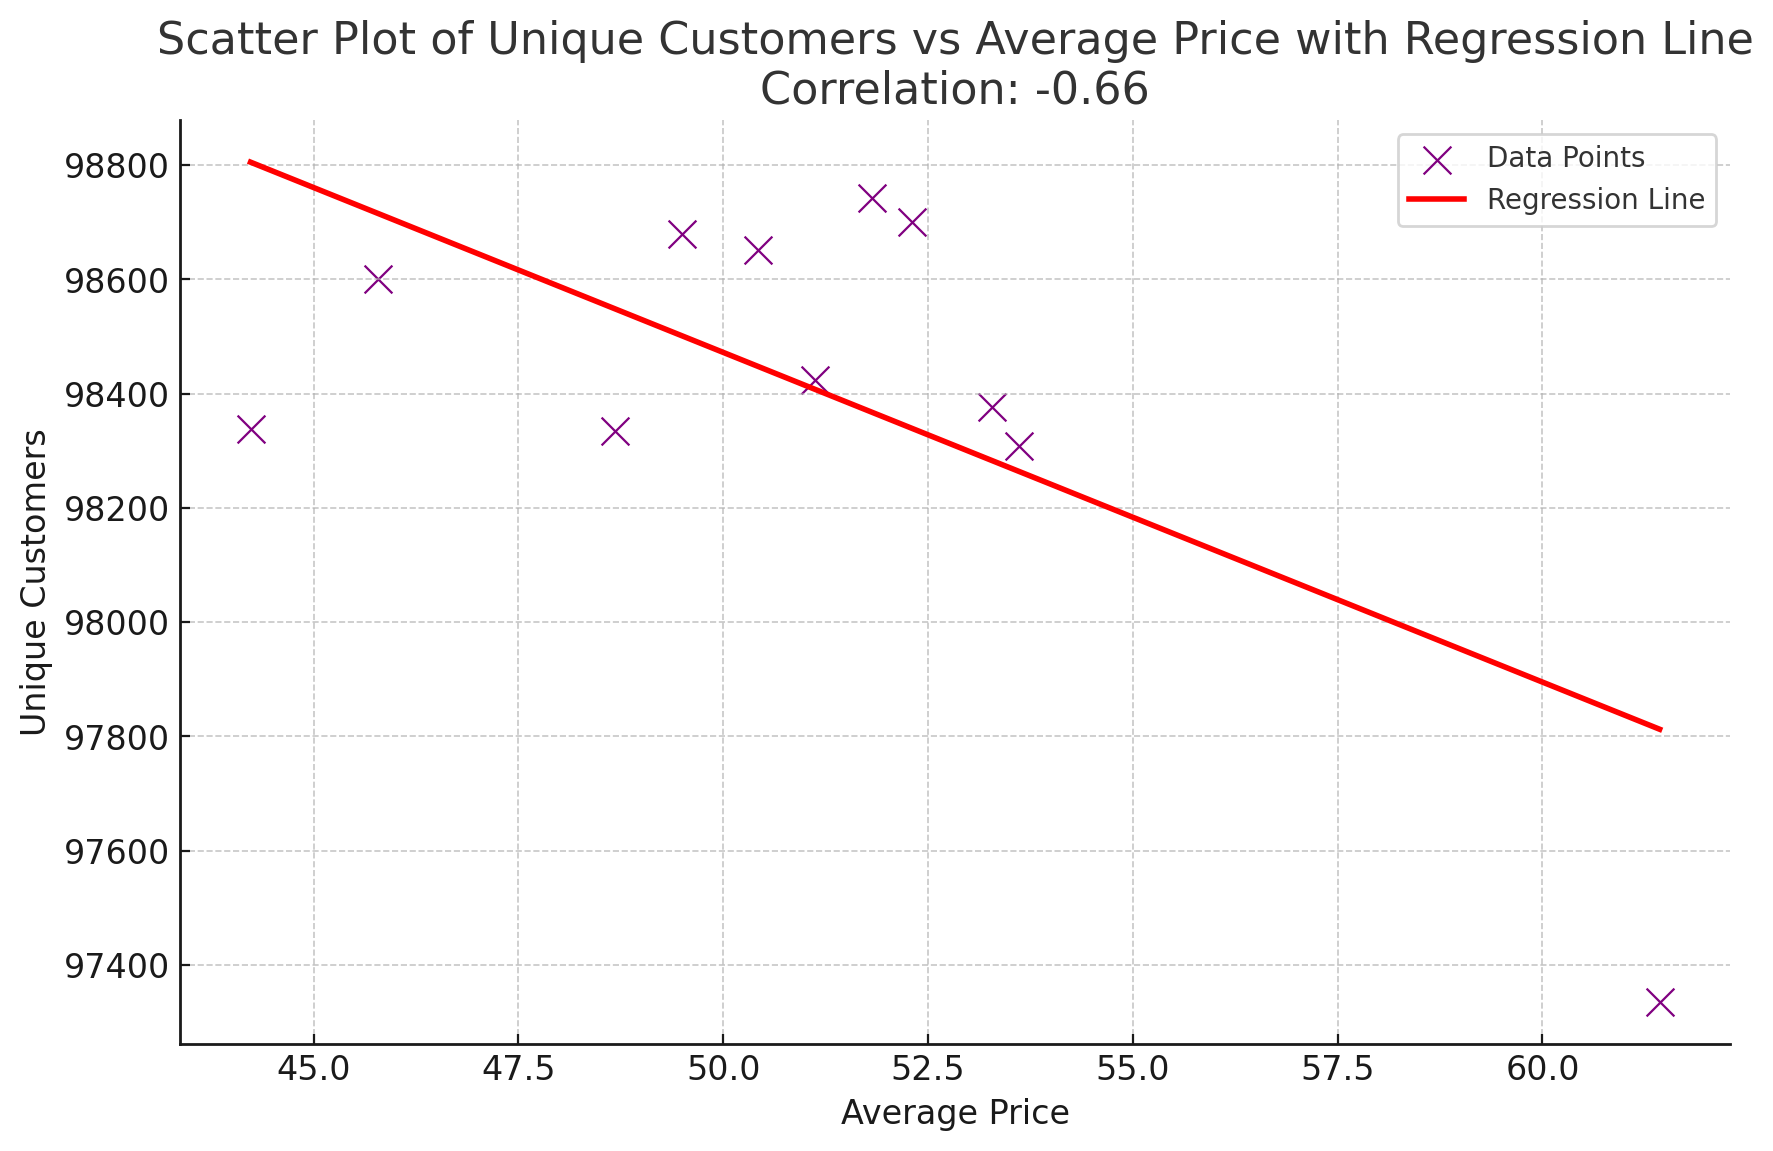 Scatter Plot of Unique Customers vs Average Price with Regression Line
Correlation: -0.66
Data Points
Regression Line
98800
98600
98400
98200
98000
97800
97600
97400
Unique Customers
45.0 47.5 50.0 52.5 55.0 57.5 60.0
Average Price